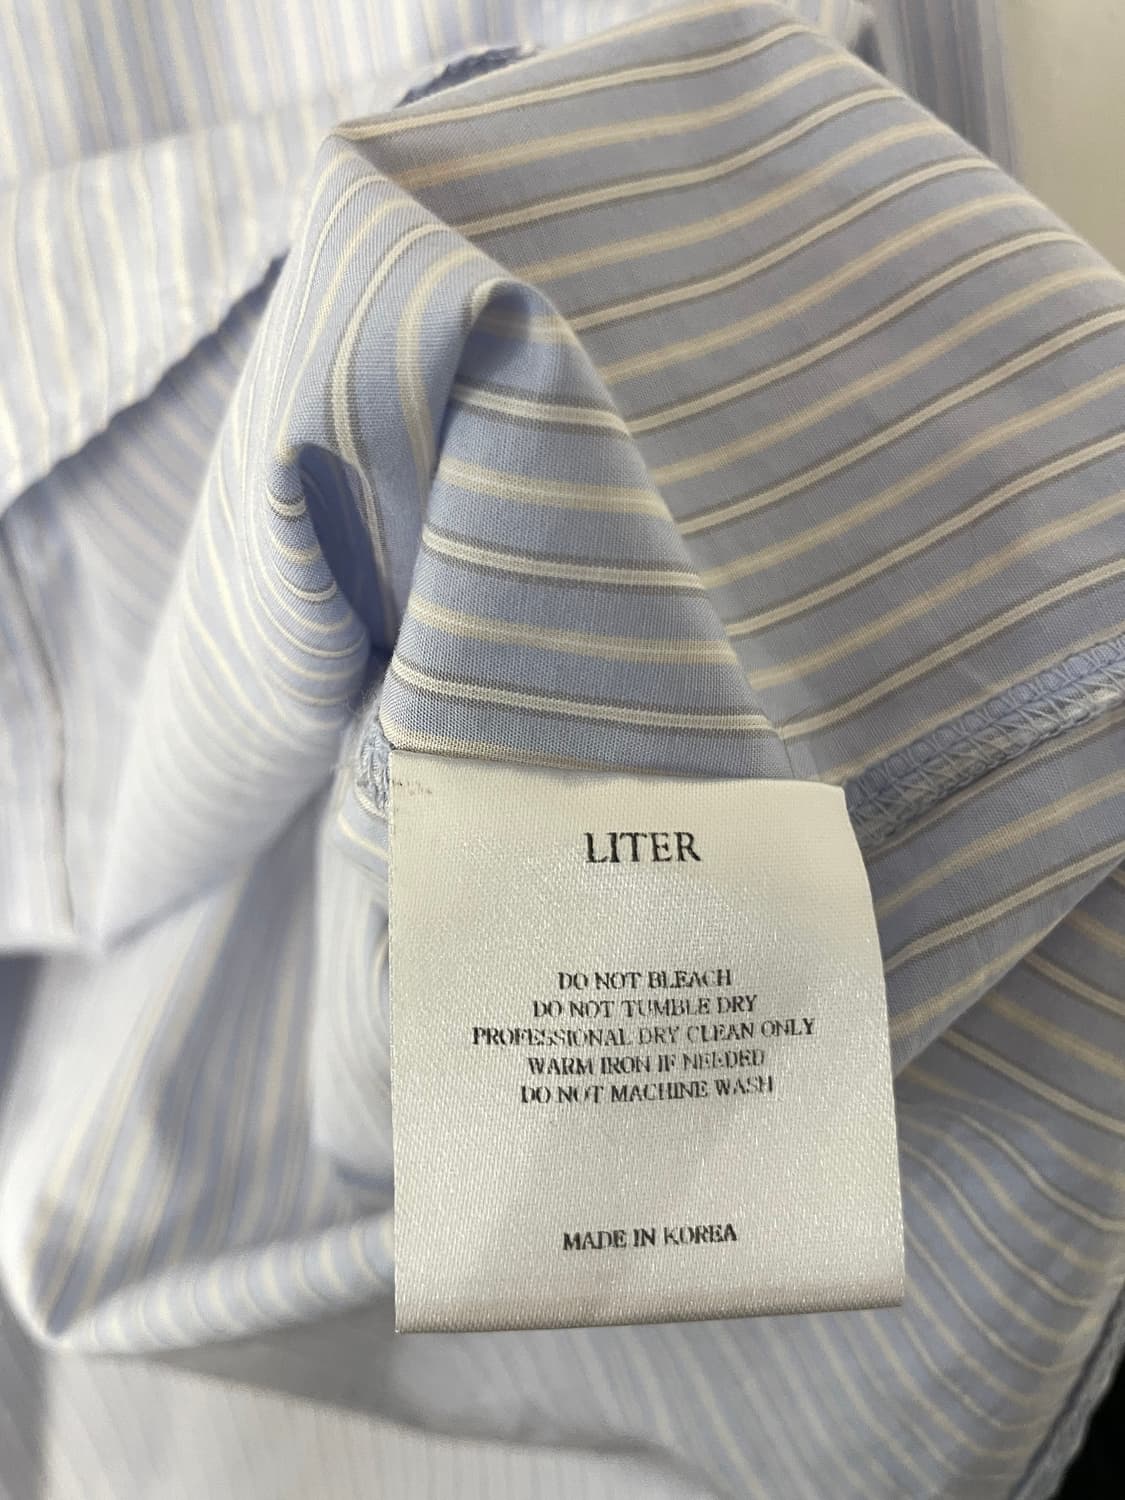 LITER
DO NOT BLEACH
DO NOT TUMBLE DRY
PROFESSIONAL DRY CLEAN ONLY
WARM IRON IF NEEDED
DO NOT MACHINE WASH
MADE IN KOREA